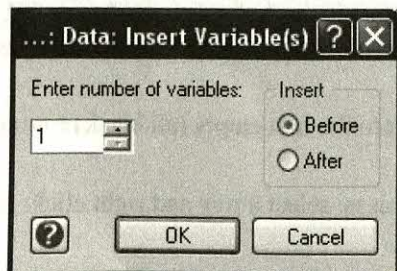 ...: Data: Insert Variable(s) ? X
Enter number of variables:
Insert
1
Before
After
?
OK
Cancel